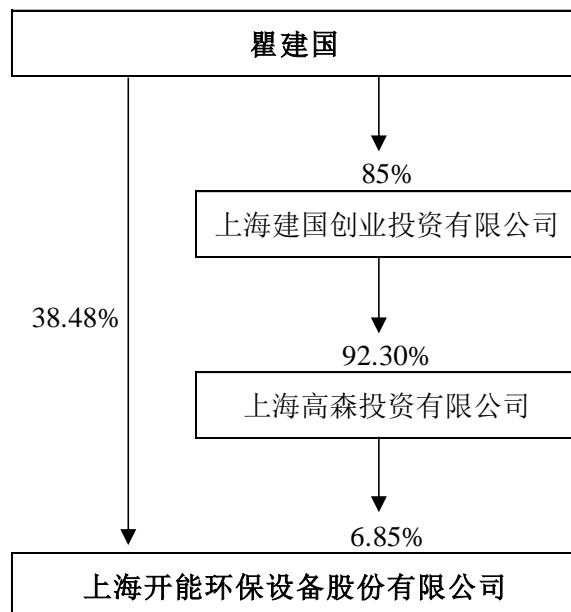 瞿建国
85%
上海建国创业投资有限公司
38.48%
92.30%
上海高森投资有限公司
6.85%
上海开能环保设备股份有限公司